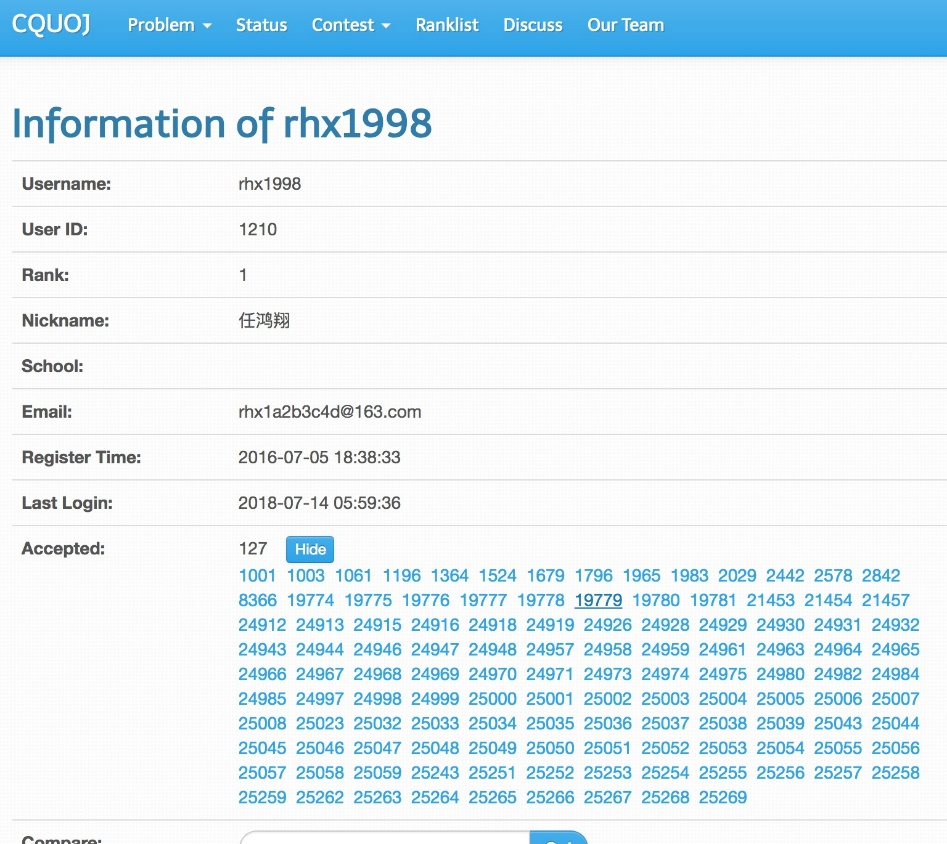 CQUOJ Problem Status Contest Ranklist Discuss Our Team
Information of rhx1998
Username: rhx1998
User ID: 1210
Rank: 1
Nickname: 任鸿翔
School:
Email: rhx1a2b3c4d@163.com
Register Time: 2016-07-05 18:38:33
Last Login: 2018-07-14 05:59:36
Accepted: 127 Hide
1001 1003 1061 1196 1364 1524 1679 1796 1965 1983 2029 2442 2578 2842
8366 19774 19775 19776 19777 19778 19779 19780 19781 21453 21454 21457
24912 24913 24915 24916 24918 24919 24926 24928 24929 24930 24931 24932
24943 24944 24946 24947 24948 24957 24958 24959 24961 24963 24964 24965
24966 24967 24968 24969 24970 24971 24973 24974 24975 24980 24982 24984
24985 24997 24998 24999 25000 25001 25002 25003 25004 25005 25006 25007
25008 25023 25032 25033 25034 25035 25036 25037 25038 25039 25043 25044
25045 25046 25047 25048 25049 25050 25051 25052 25053 25054 25055 25056
25057 25058 25059 25243 25251 25252 25253 25254 25255 25256 25257 25258
25259 25262 25263 25264 25265 25266 25267 25268 25269
Compare: